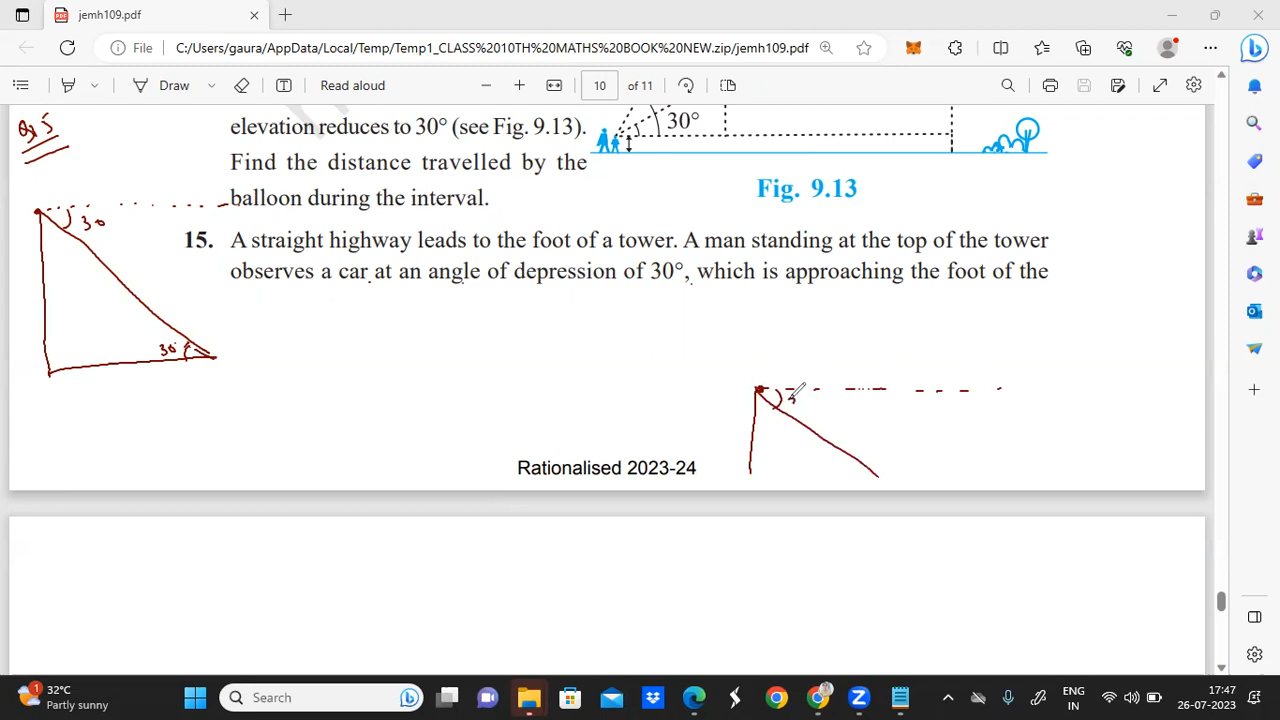 jemh109.pdf
File C:/Users/gaura/AppData/Local/Temp/Temp1_CLASS%2010TH%20MATHS%20BOOK%20NEW.zip/jemh109.pdf
Draw Read aloud 10 of 11
Qs 5
elevation reduces to 30° (see Fig. 9.13).
Find the distance travelled by the
balloon during the interval.
30°
Fig. 9.13
30
30
15. A straight highway leads to the foot of a tower. A man standing at the top of the tower
observes a car at an angle of depression of 30°, which is approaching the foot of the
Rationalised 2023-24
32°C
Partly sunny
1
Search
ENG
IN
17:47
26-07-2023